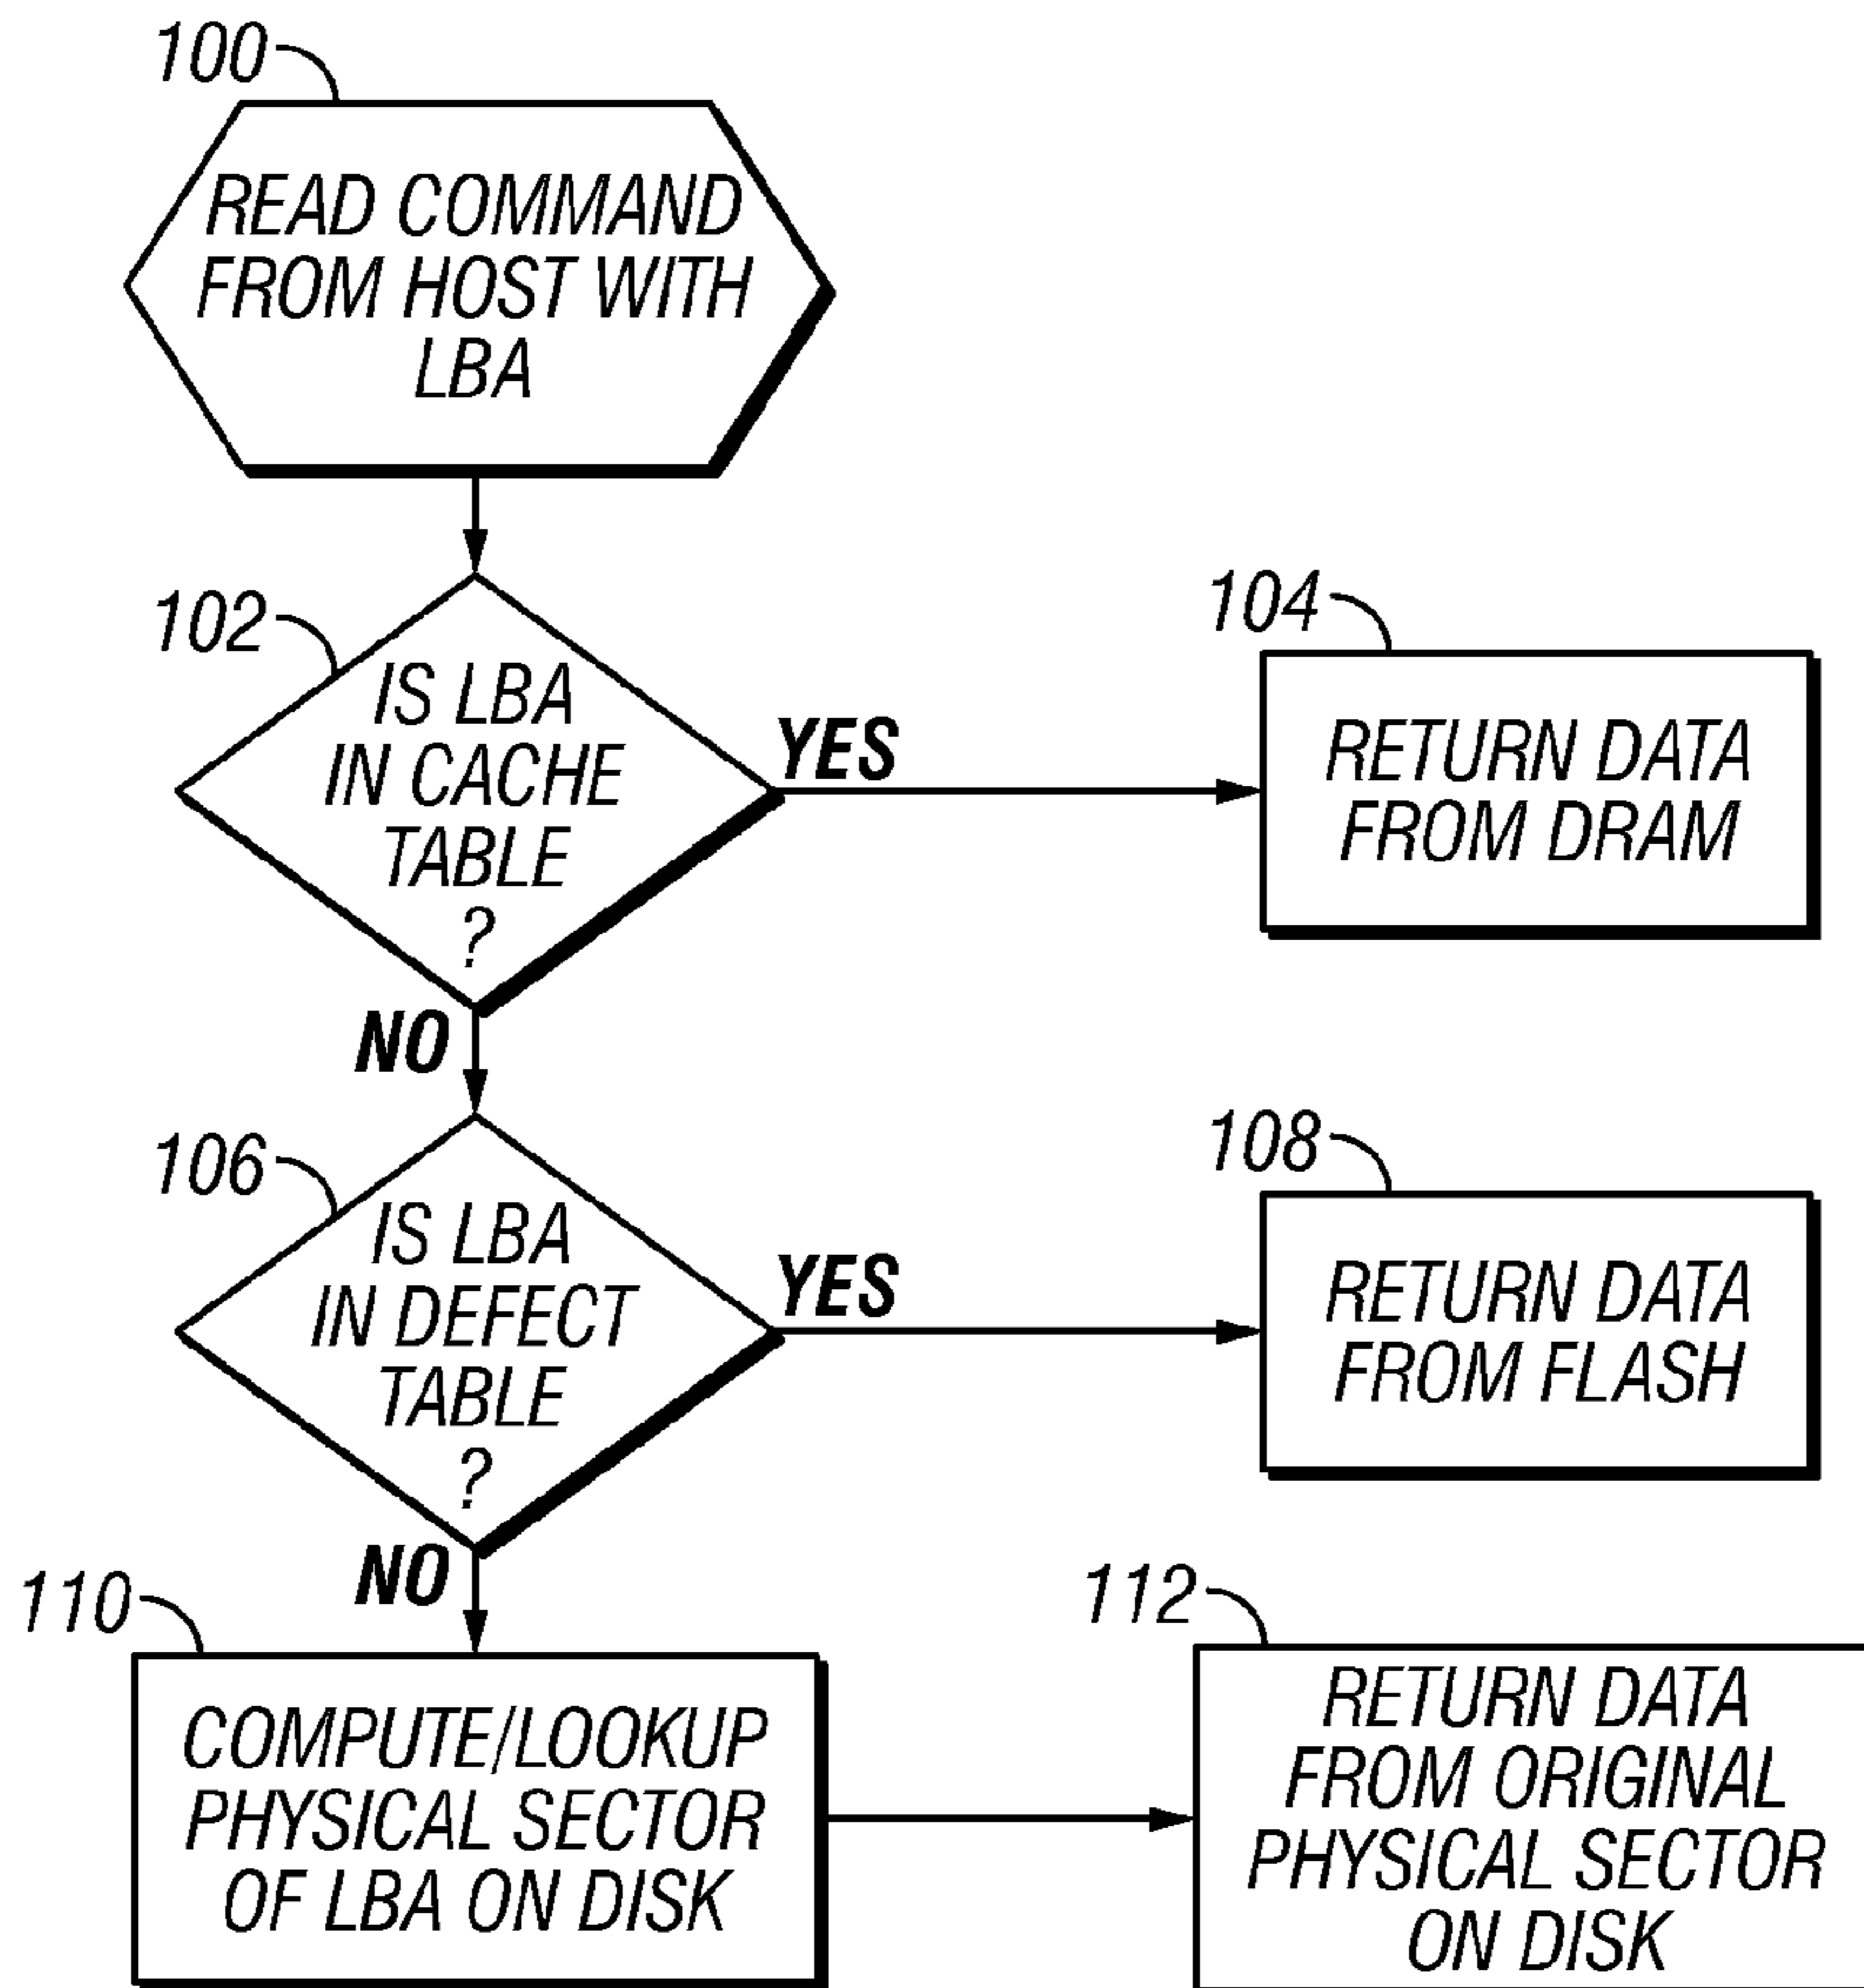 100
READ COMMAND
FROM HOST WITH
LBA
102
IS LBA
IN CACHE
TABLE
?
YES
104
RETURN DATA
FROM DRAM
NO
106
IS LBA
IN DEFECT
TABLE
?
YES
108
RETURN DATA
FROM FLASH
NO
110
COMPUTE/LOOKUP
PHYSICAL SECTOR
OF LBA ON DISK
112
RETURN DATA
FROM ORIGINAL
PHYSICAL SECTOR
ON DISK